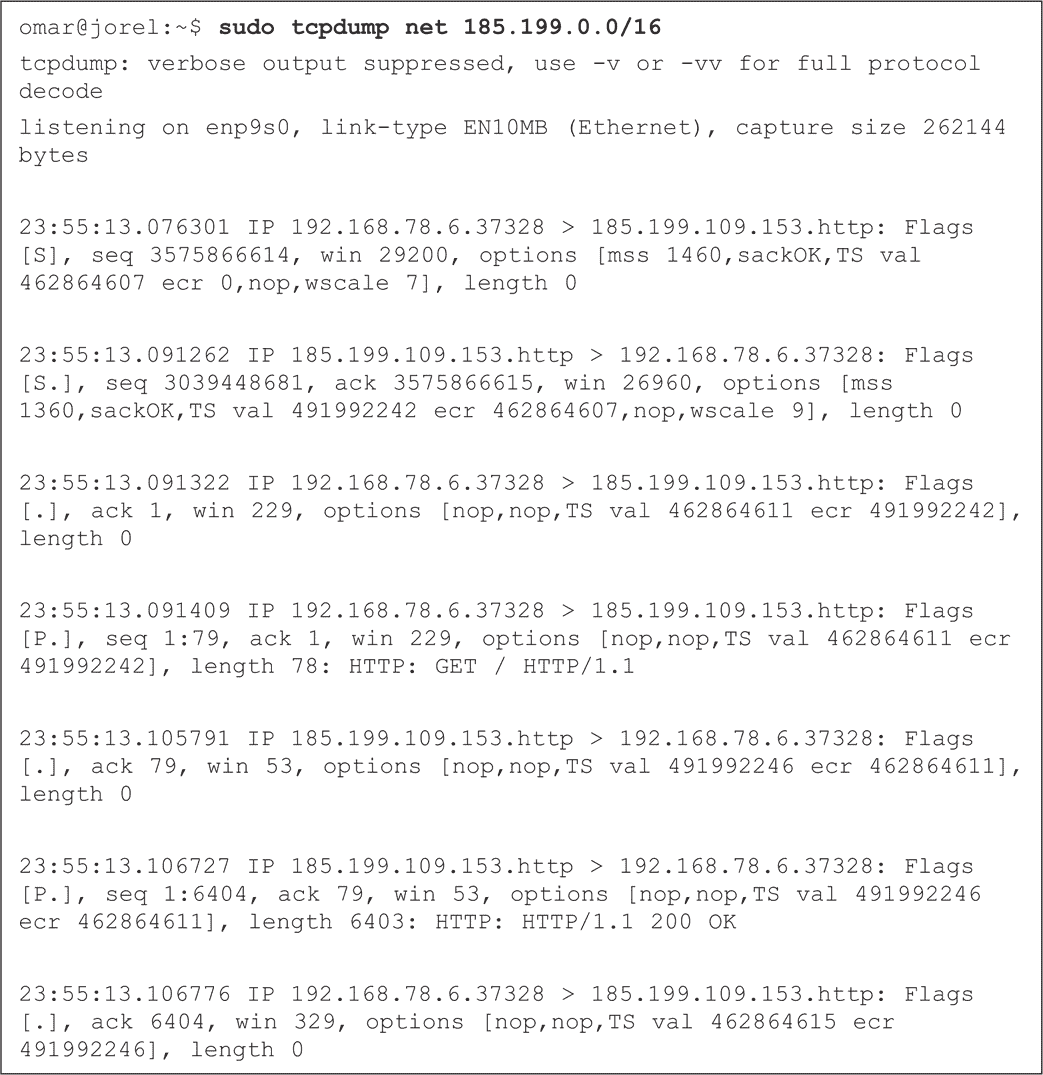 omar@jorel:~$ sudo tcpdump net 185.199.0.0/16
tcpdump: verbose output suppressed, use -v or -vv for full protocol
decode
listening on enp9s0, link-type EN10MB (Ethernet), capture size 262144
bytes
23:55:13.076301 IP 192.168.78.6.37328 > 185.199.109.153.http: Flags
[S], seq 3575866614, win 29200, options [mss 1460,sackOK,TS val
462864607 ecr 0,nop,wscale 7], length 0
23:55:13.091262 IP 185.199.109.153.http > 192.168.78.6.37328: Flags
[S.], seq 3039448681, ack 3575866615, win 26960, options [mss
1360,sackOK,TS val 491992242 ecr 462864607,nop,wscale 9], length 0
23:55:13.091322 IP 192.168.78.6.37328 > 185.199.109.153.http: Flags
[.], ack 1, win 229, options [nop,nop,TS val 462864611 ecr 491992242],
length 0
23:55:13.091409 IP 192.168.78.6.37328 > 185.199.109.153.http: Flags
[P.], seq 1:79, ack 1, win 229, options [nop,nop,TS val 462864611 ecr
491992242], length 78: HTTP: GET / HTTP/1.1
23:55:13.105791 IP 185.199.109.153.http > 192.168.78.6.37328: Flags
[.], ack 79, win 53, options [nop,nop,TS val 491992246 ecr 462864611],
length 0
23:55:13.106727 IP 185.199.109.153.http > 192.168.78.6.37328: Flags
[P.], seq 1:6404, ack 79, win 53, options [nop,nop,TS val 491992246
ecr 462864611], length 6403: HTTP: HTTP/1.1 200 OK
23:55:13.106776 IP 192.168.78.6.37328 > 185.199.109.153.http: Flags
[.], ack 6404, win 329, options [nop,nop,TS val 462864615 ecr
491992246], length 0